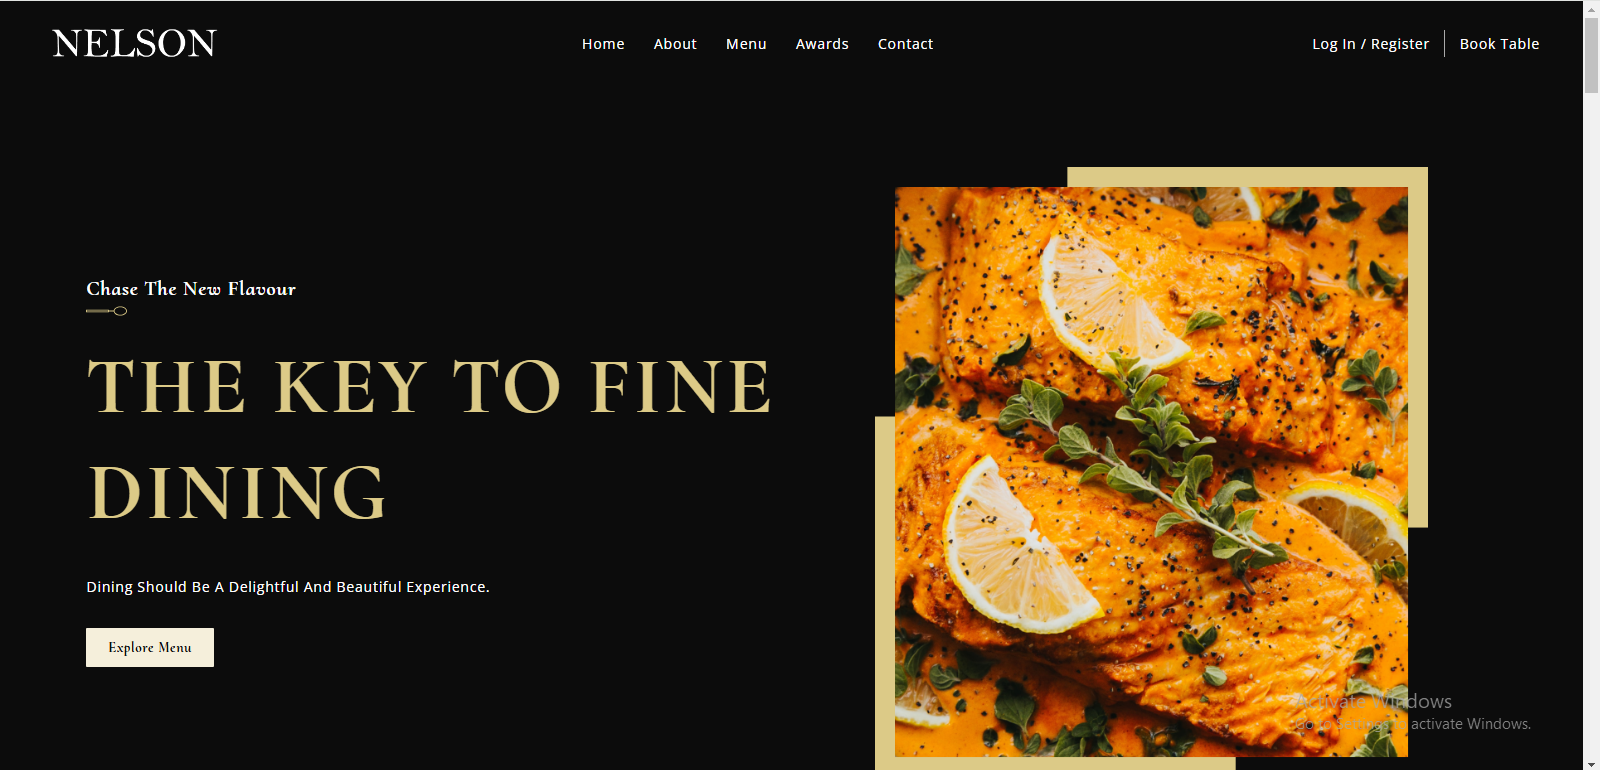 NELSON
Home About Menu Awards Contact
Log In / Register Book Table
Chase The New Flavour
THE KEY TO FINE
DINING
Dining Should Be A Delightful And Beautiful Experience.
Explore Menu
Activate Windows
Go to Settings to activate Windows.